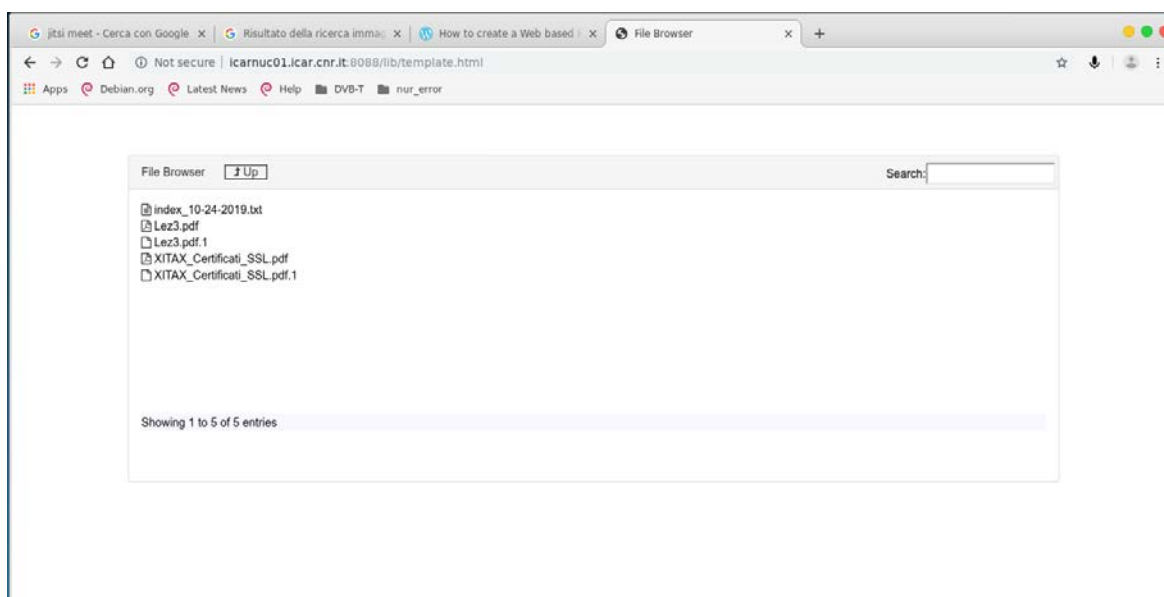 jitsi meet - Cerca con Google
Risultato della ricerca immag
How to create a Web based
File Browser
Not secure | icarnuc01.icar.cnr.it:8088/lib/template.html
Apps Debian.org Latest News Help DVB-T nur_error
File Browser Up Search:
index_10-24-2019.txt
Lez3.pdf
Lez3.pdf.1
XITAX_Certificati_SSL.pdf
XITAX_Certificati_SSL.pdf.1
Showing 1 to 5 of 5 entries